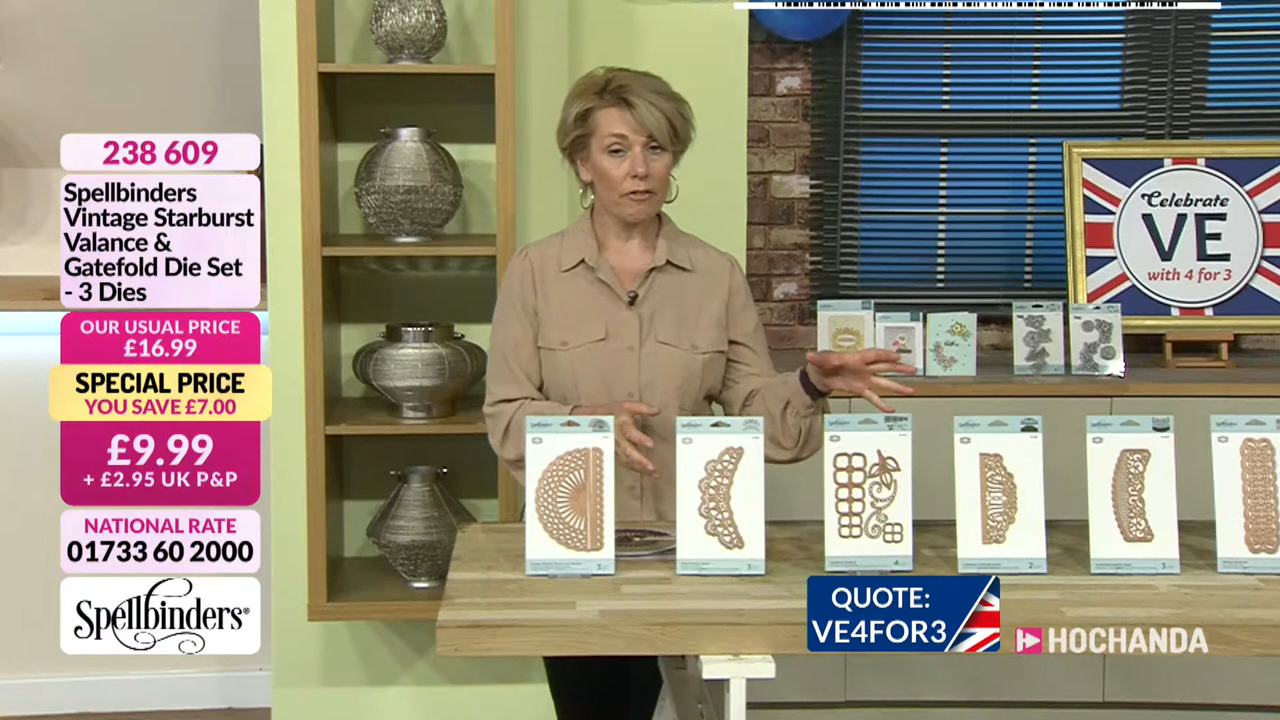 238 609
Spellbinders
Vintage Starburst
Valance &
Gatefold Die Set
- 3 Dies
OUR USUAL PRICE
£16.99
SPECIAL PRICE
YOU SAVE £7.00
£9.99
+ £2.95 UK P&P
NATIONAL RATE
01733 60 2000
Spellbinders®
Celebrate
VE
with 4 for 3
QUOTE:
VE4FOR3
HOCHANDA